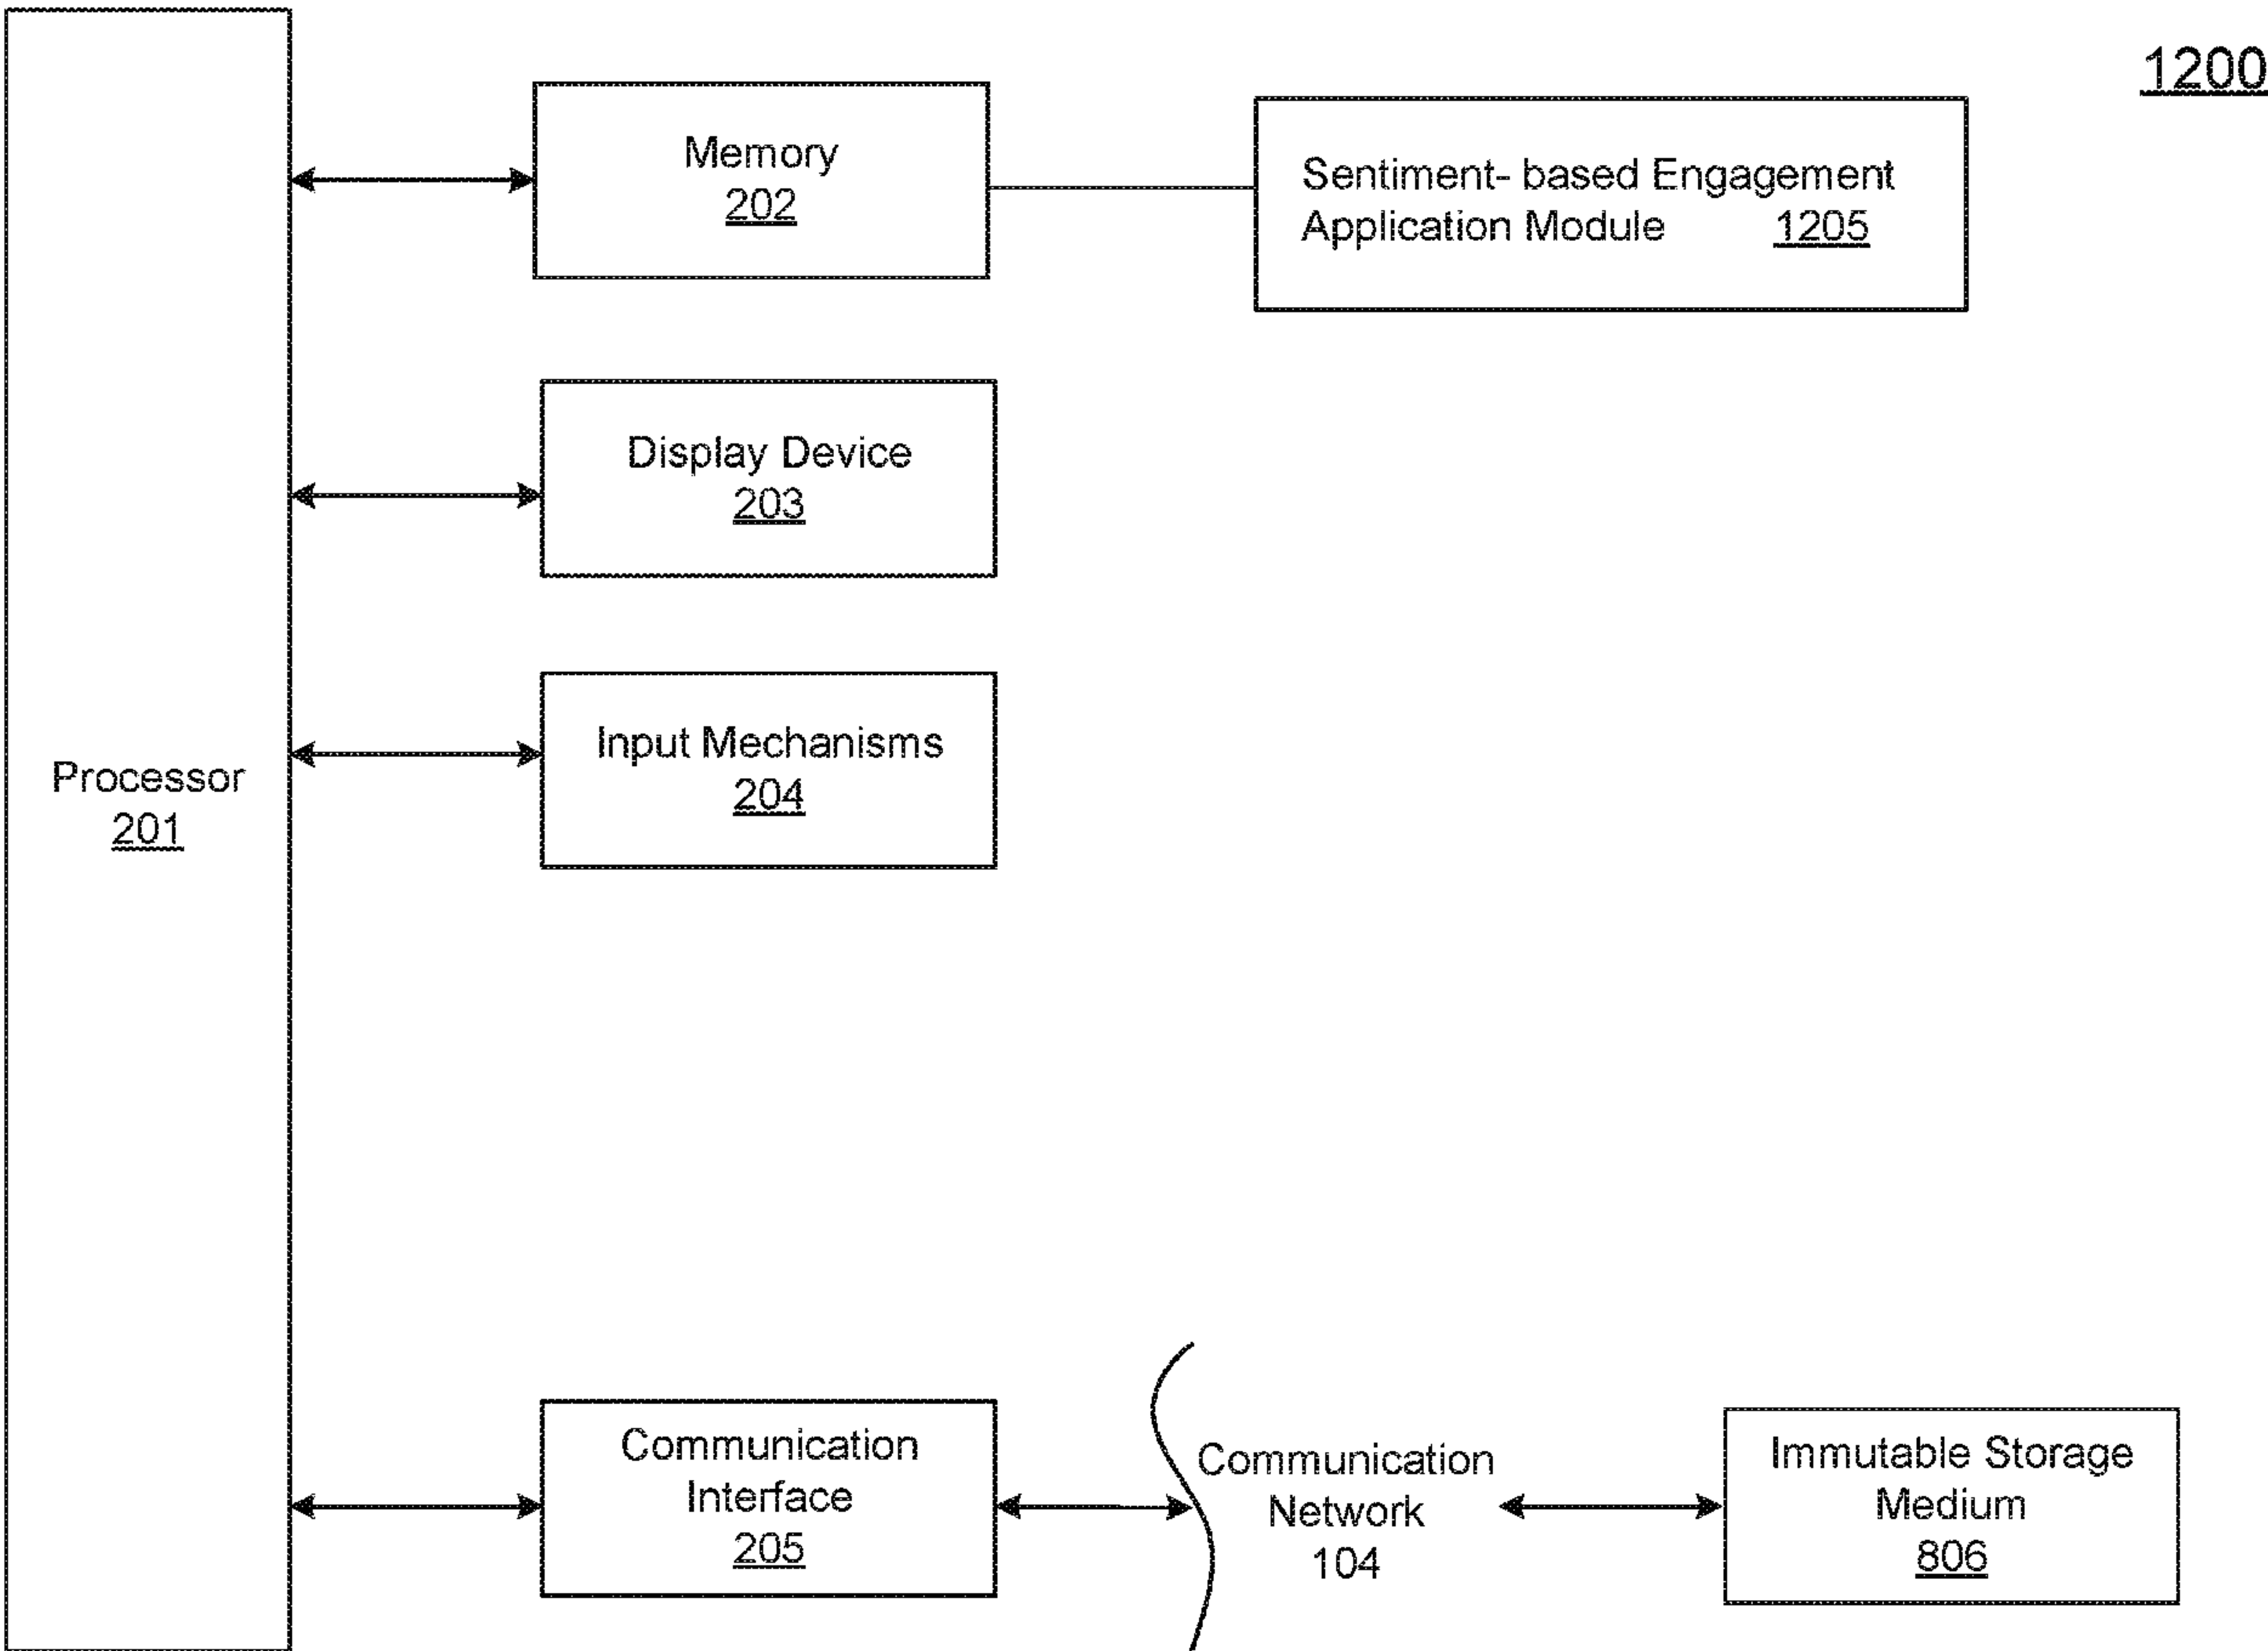 1200
Memory
202
Sentiment- based Engagement
Application Module 1205
Display Device
203
Input Mechanisms
204
Processor
201
Communication
Interface
205
Communication
Network
104
Immutable Storage
Medium
806